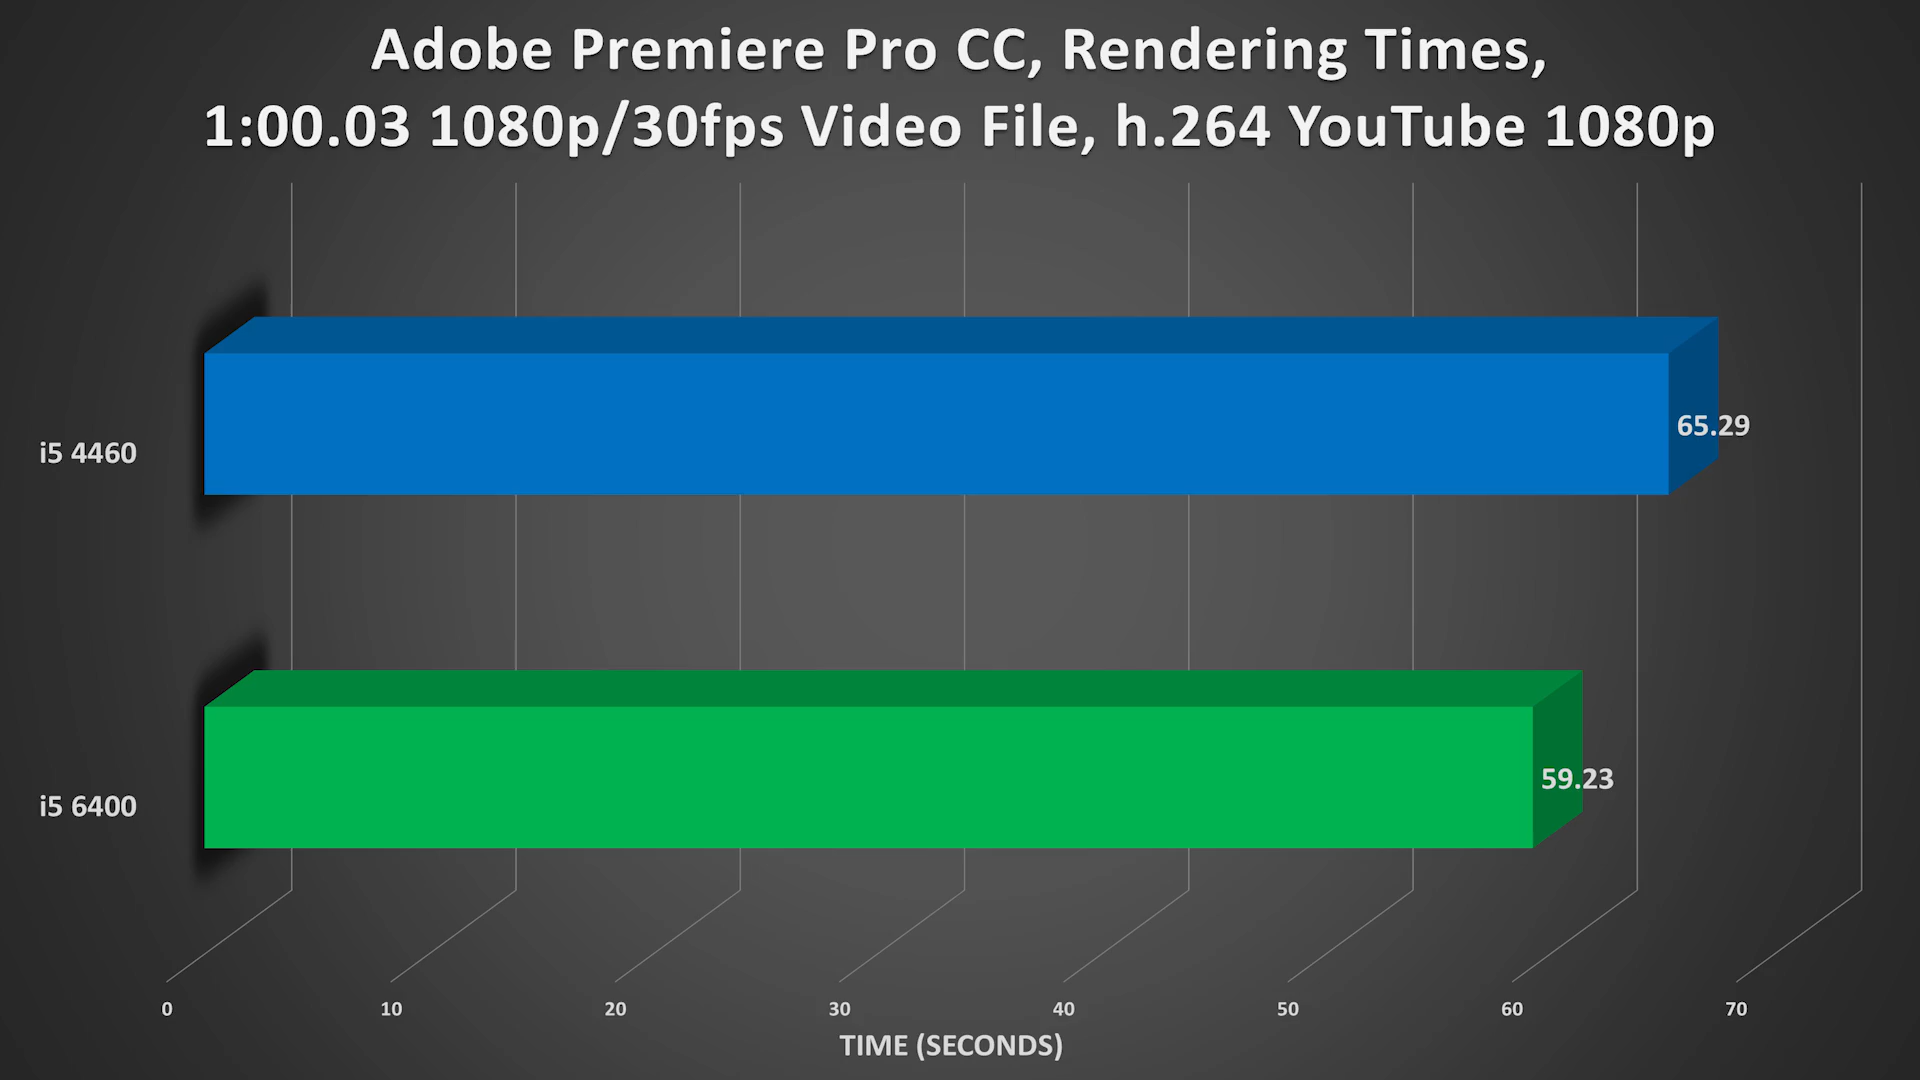 Adobe Premiere Pro CC, Rendering Times,
1:00.03 1080p/30fps Video File, h.264 YouTube 1080p
i5 4460
65.29
i5 6400
59.23
0 10 20 30 40 50 60 70
TIME (SECONDS)